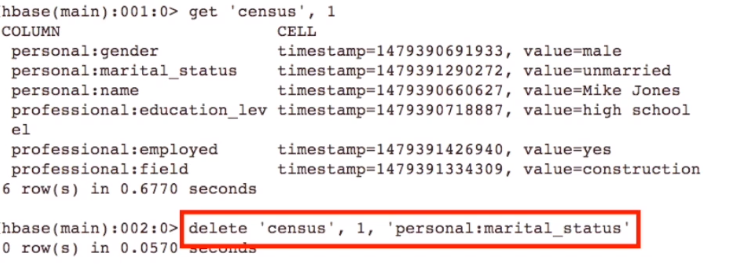 hbase(main):001:0> get 'census', 1
COLUMN CELL
personal:gender timestamp=1479390691933, value=male
personal:marital_status timestamp=1479391290272, value=unmarried
personal:name timestamp=1479390660627, value=Mike Jones
professional:education_lev timestamp=1479390718887, value=high school
el
professional:employed timestamp=1479391426940, value=yes
professional:field timestamp=1479391334309, value=construction
6 row(s) in 0.6770 seconds
hbase(main):002:0> delete 'census', 1, 'personal:marital_status'
0 row(s) in 0.0570 seconds